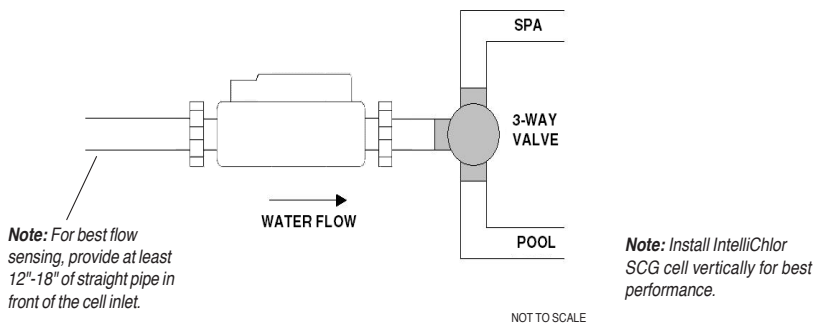 SPA
3-WAY
VALVE
WATER FLOW
POOL
Note: For best flow
sensing, provide at least
12"-18" of straight pipe in
front of the cell inlet.
Note: Install IntelliChlor
SCG cell vertically for best
performance.
NOT TO SCALE